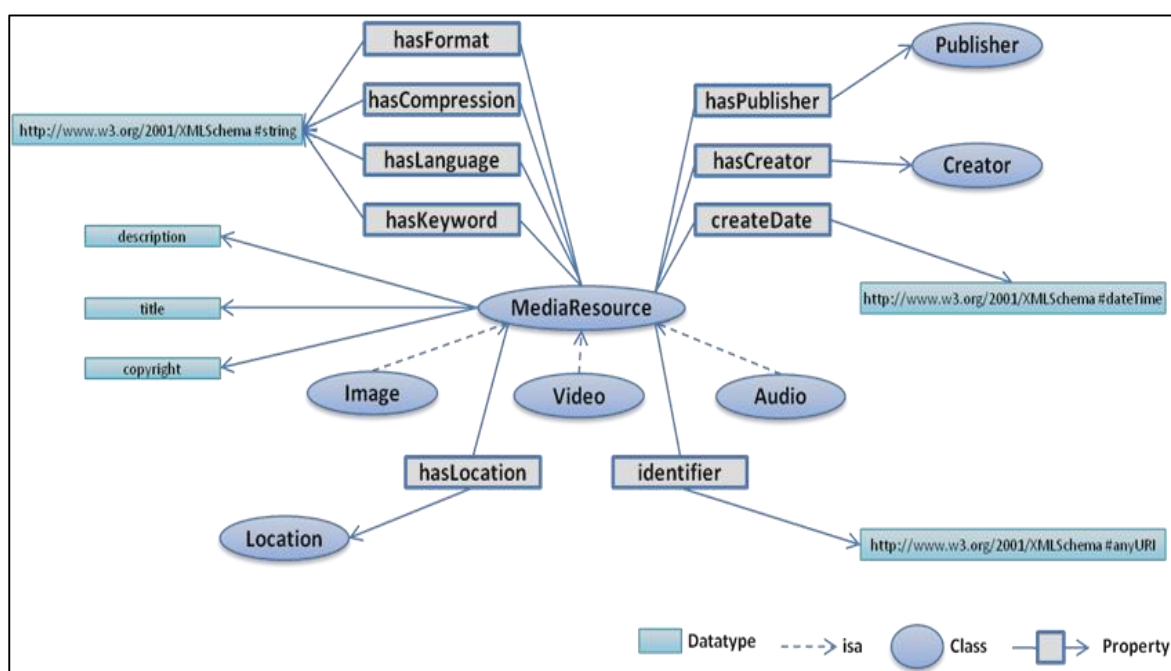 hasFormat
Publisher
hasCompression
hasPublisher
http://www.w3.org/2001/XMLSchema #string
hasLanguage
hasCreator
Creator
hasKeyword
createDate
description
http://www.w3.org/2001/XMLSchema #dateTime
title
MediaResource
copyright
Image
Video
Audio
hasLocation
identifier
Location
http://www.w3.org/2001/XMLSchema #anyURI
Datatype
isa
Class
Property